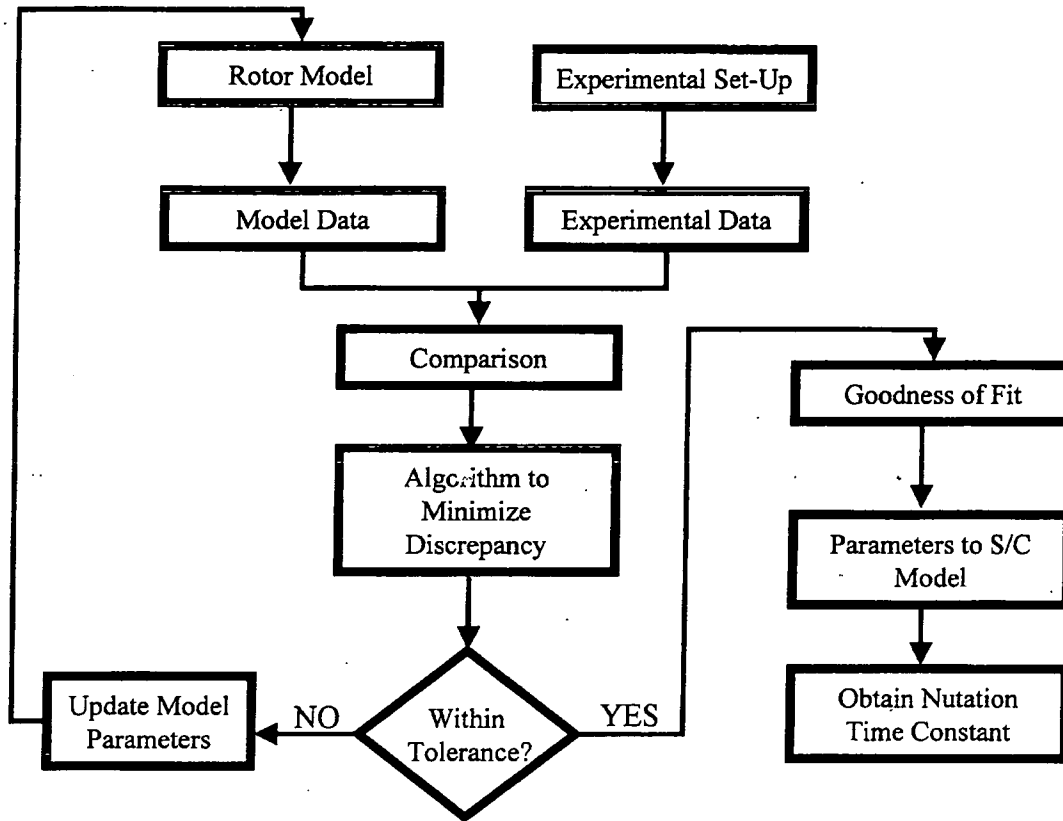 Rotor Model
Experimental Set-Up
Model Data
Experimental Data
Comparison
Goodness of Fit
Algorithm to
Minimize
Discrepancy
Parameters to S/C
Model
Update Model
Parameters
NO
Within
Tolerance?
YES
Obtain Nutation
Time Constant